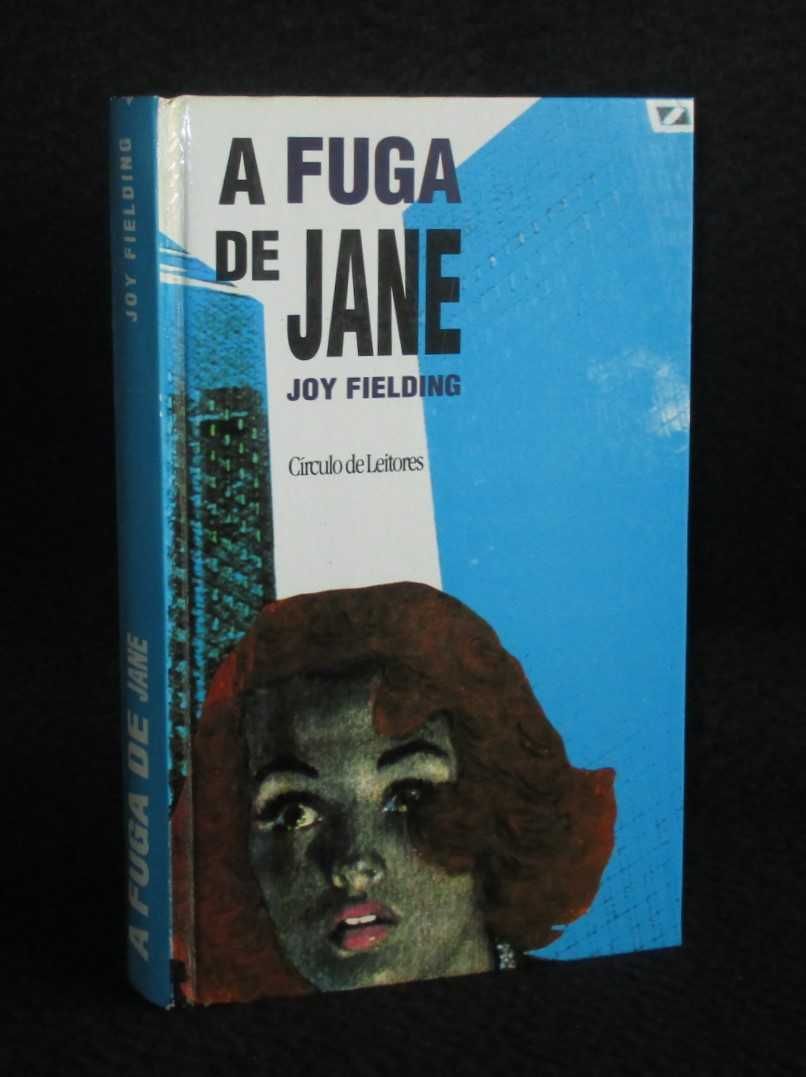 A FUGA
DE JANE
JOY FIELDING
Círculo de Leitores
JOY FIELDING
A FUGA DE JANE